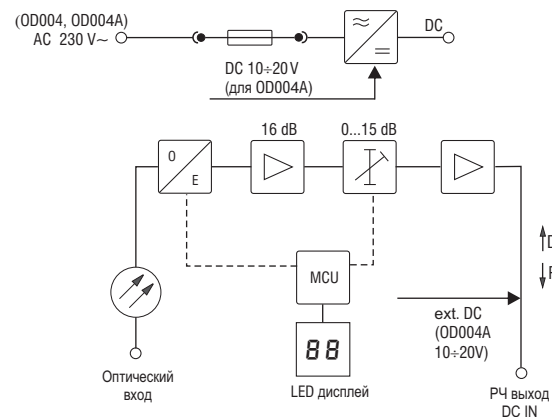 (OD004, OD004A)
AC 230 V~
DC
DC 10÷20V
(для OD004A)
16 dB
0...15 dB
O
E
MCU
88
LED дисплей
Оптический
вход
ext. DC
(OD004A
10÷20V)
РЧ выход
DC IN